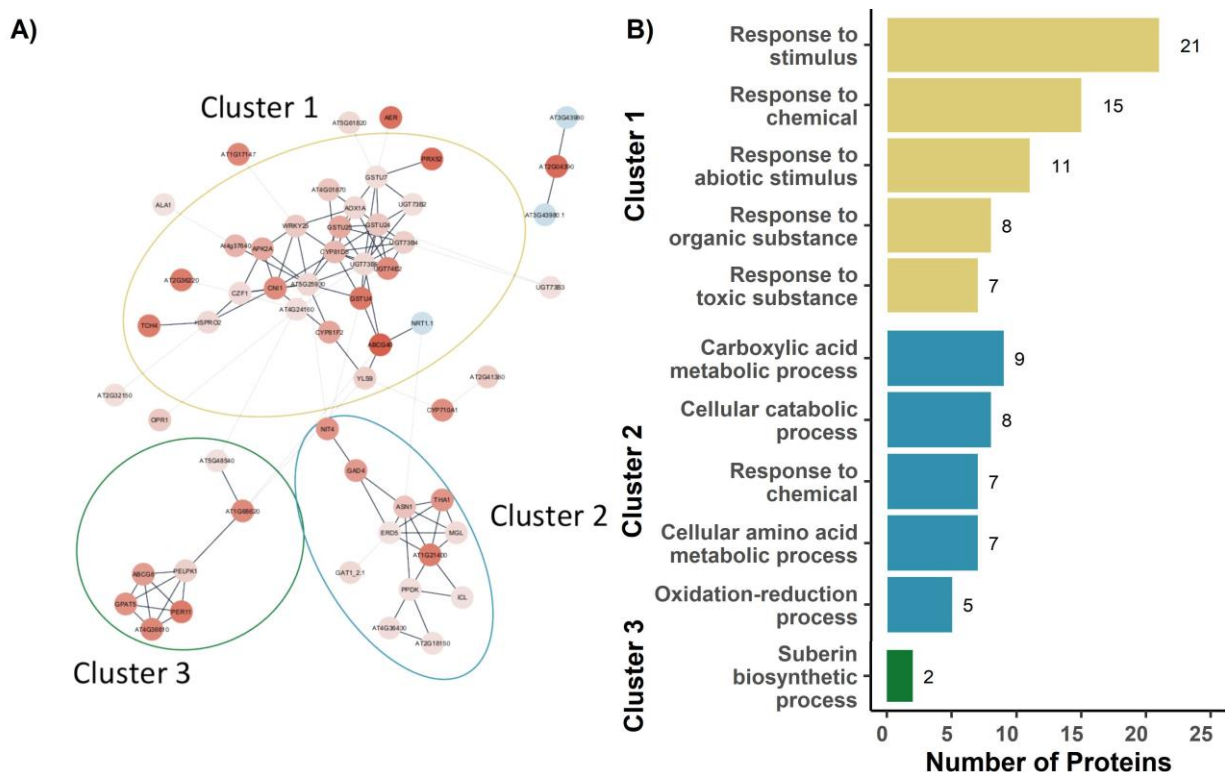 A)
Cluster 1
AT5G61820
AER
AT3G43980
AT1G17147
PRX52
AT2G04390
GSTU7
AT4G01870
ALA1
AOX1A
UGT73B2
AT3G43980.1
WRKY25
GSTU25
GSTU24
At4g37640
APK2A
CYP81D8
UGT73B4
UGT74E2
AT2G36220
CNI1
AT5G25930
UGT73B3
CZF1
GSTU4
AT4G24160
TCH4
HSPRO2
CYP81F2
NRT1.1
ABCG40
YLS9
AT2G41380
AT2G32150
CYP710A1
OPR1
NIT4
AT5G48540
GAD4
AT1G68620
ASN1
THA1
Cluster 2
ERD5
MGL
AT1G21400
PELPK1
ABCG6
GAT1_2.1
PPDK
ICL
GPAT5
PER11
AT4G36610
AT4G36430
AT2G18150
Cluster 3
B)
Response to
stimulus
21
Response to
chemical
15
Cluster 1
Response to
abiotic stimulus
11
Response to
organic substance
8
Response to
toxic substance
7
Carboxylic acid
metabolic process
9
Cluster 2
Cellular catabolic
process
8
Response to
chemical
7
Cellular amino acid
metabolic process
7
Oxidation-reduction
process
5
Cluster 3
Suberin
biosynthetic
process
2
0 5 10 15 20 25
Number of Proteins